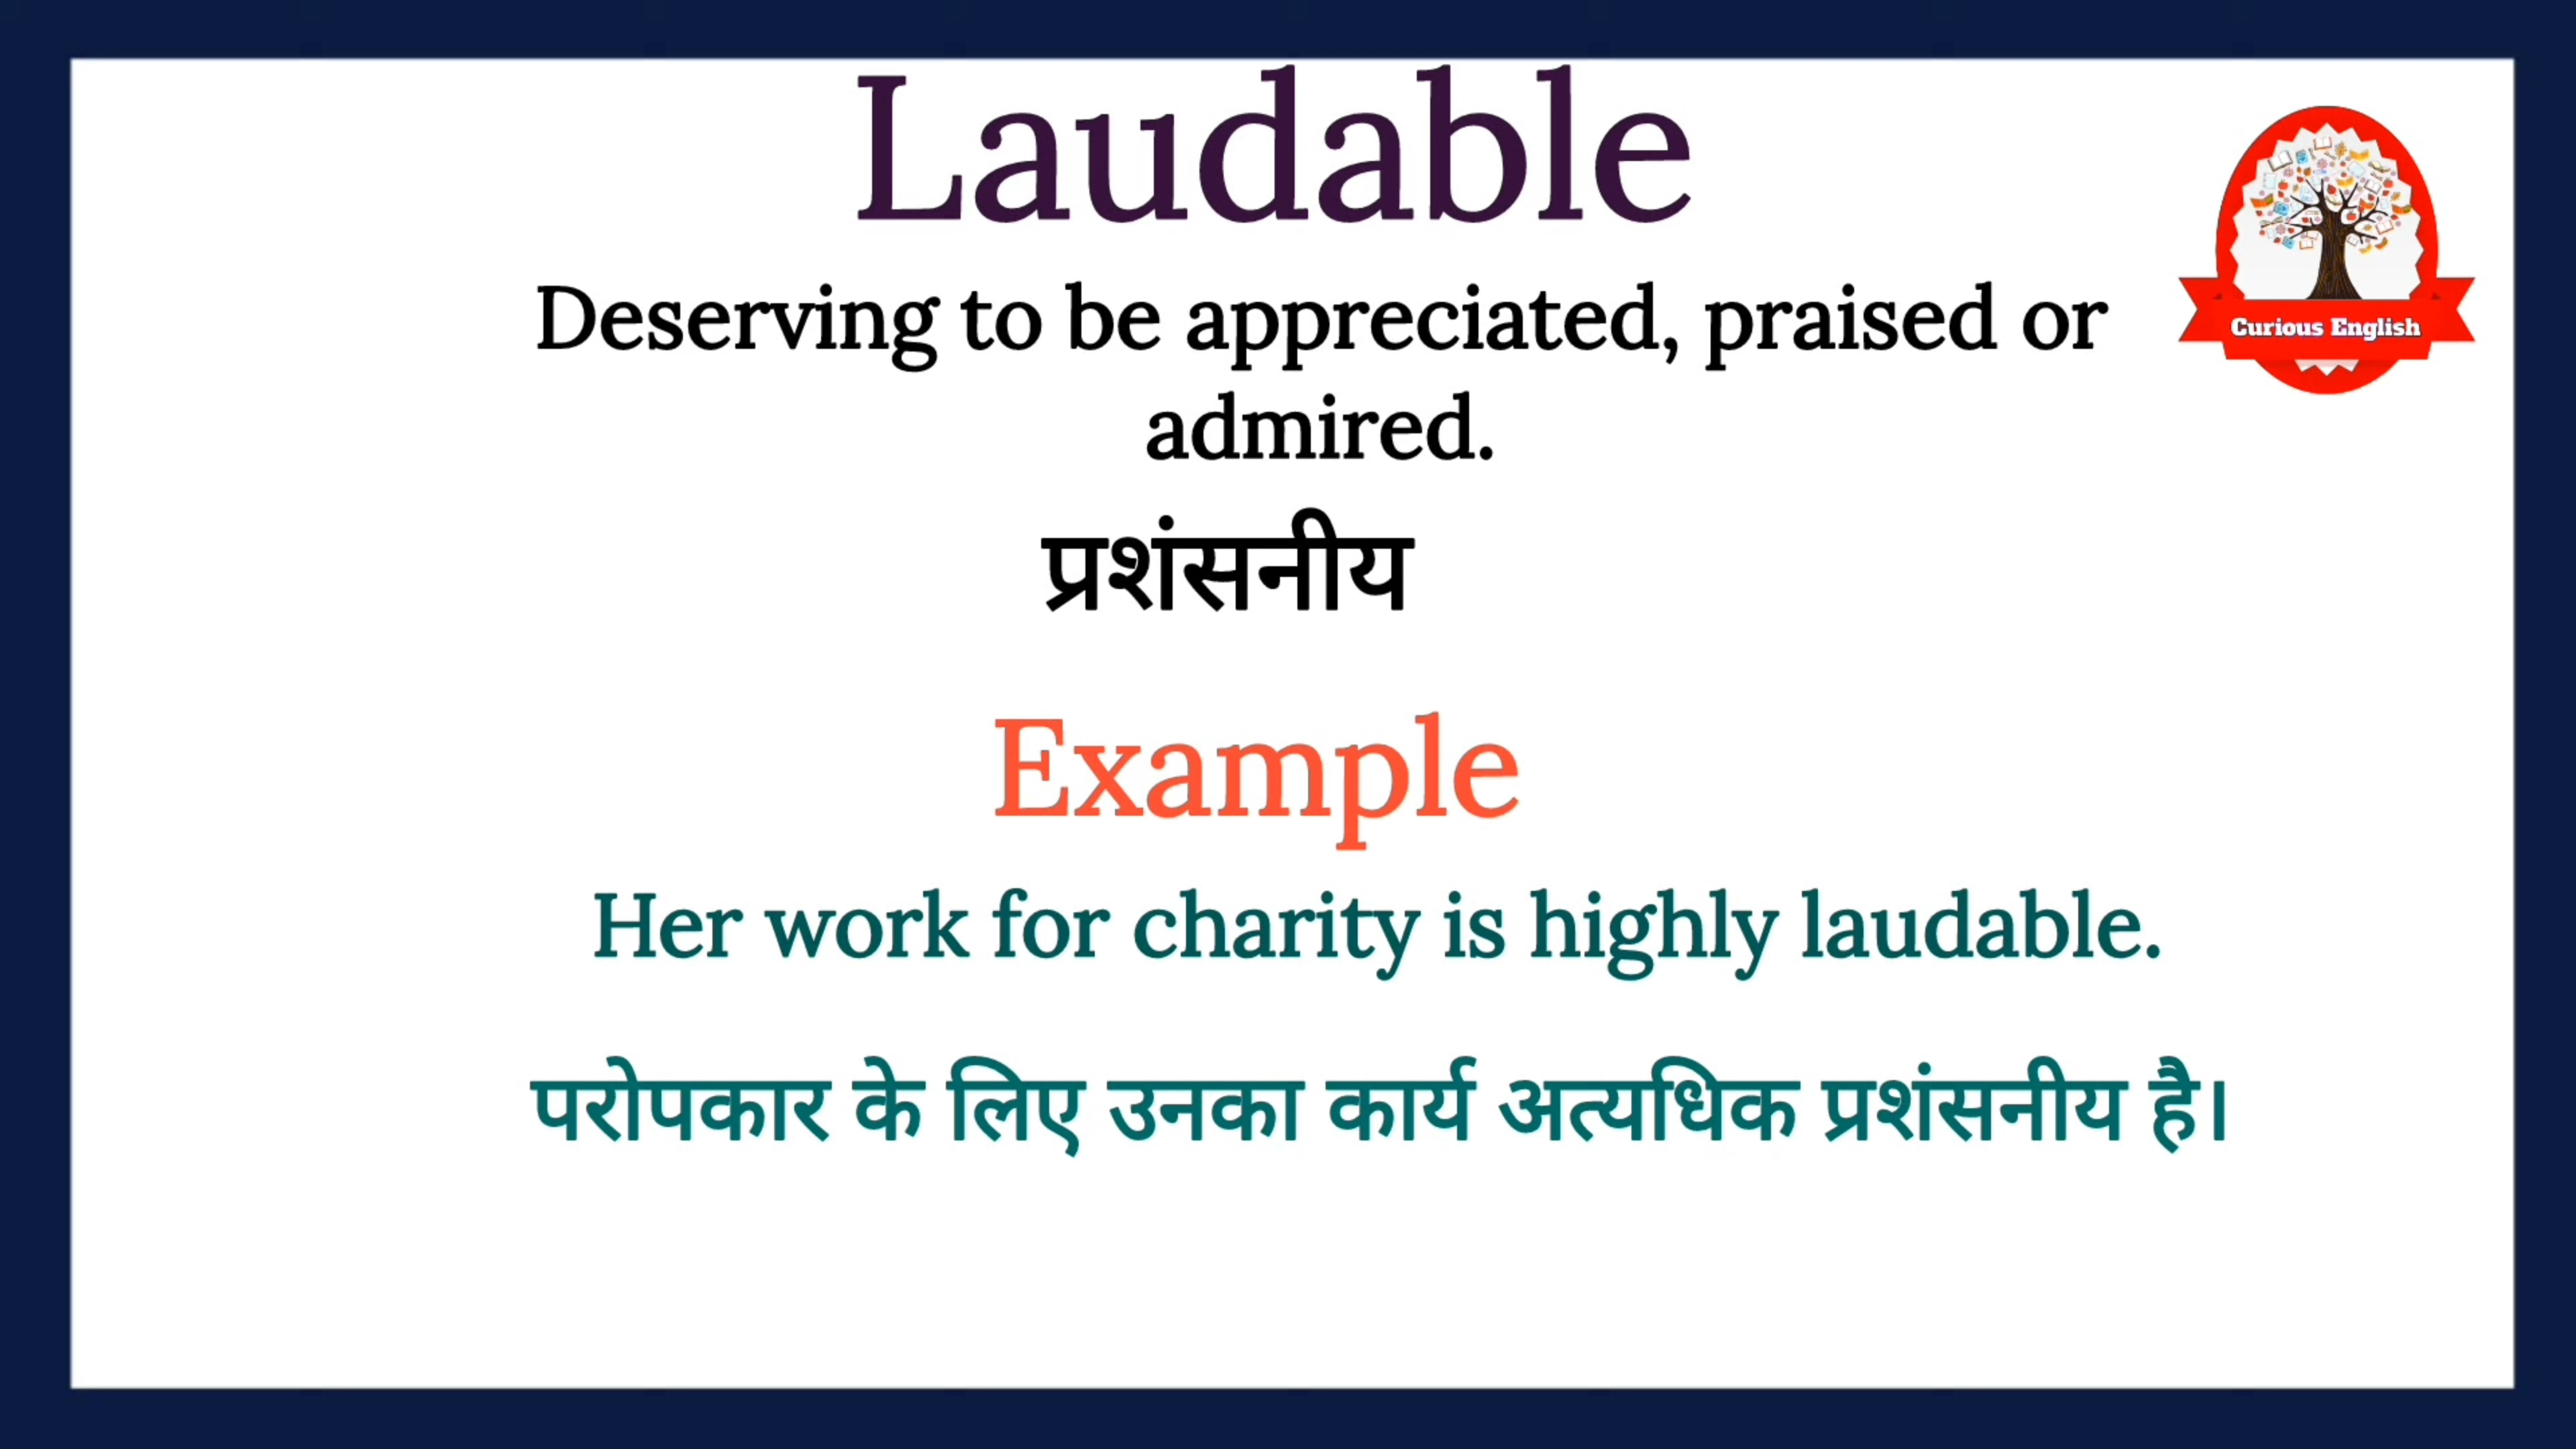 Laudable
Deserving to be appreciated, praised or
admired.
प्रशंसनीय
Curious English
Example
Her work for charity is highly laudable.
परोपकार के लिए उनका कार्य अत्यधिक प्रशंसनीय है।